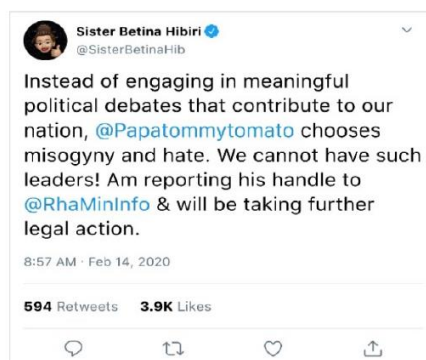 Sister Betina Hibiri
@SisterBetinaHib
Instead of engaging in meaningful
political debates that contribute to our
nation, @Papatommytomato chooses
misogyny and hate. We cannot have such
leaders! Am reporting his handle to
@RhaMinInfo & will be taking further
legal action.
8:57 AM · Feb 14, 2020
594 Retweets 3.9K Likes